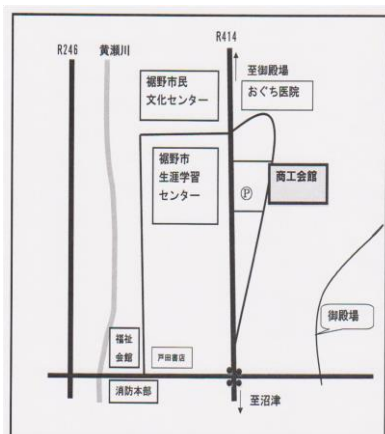 R246
黄瀬川
R414
至御殿場
裾野市民
文化センター
おぐち医院
裾野市
生涯学習
センター
Ⓟ
商工会館
御殿場
福祉
会館
戸田書店
消防本部
至沼津